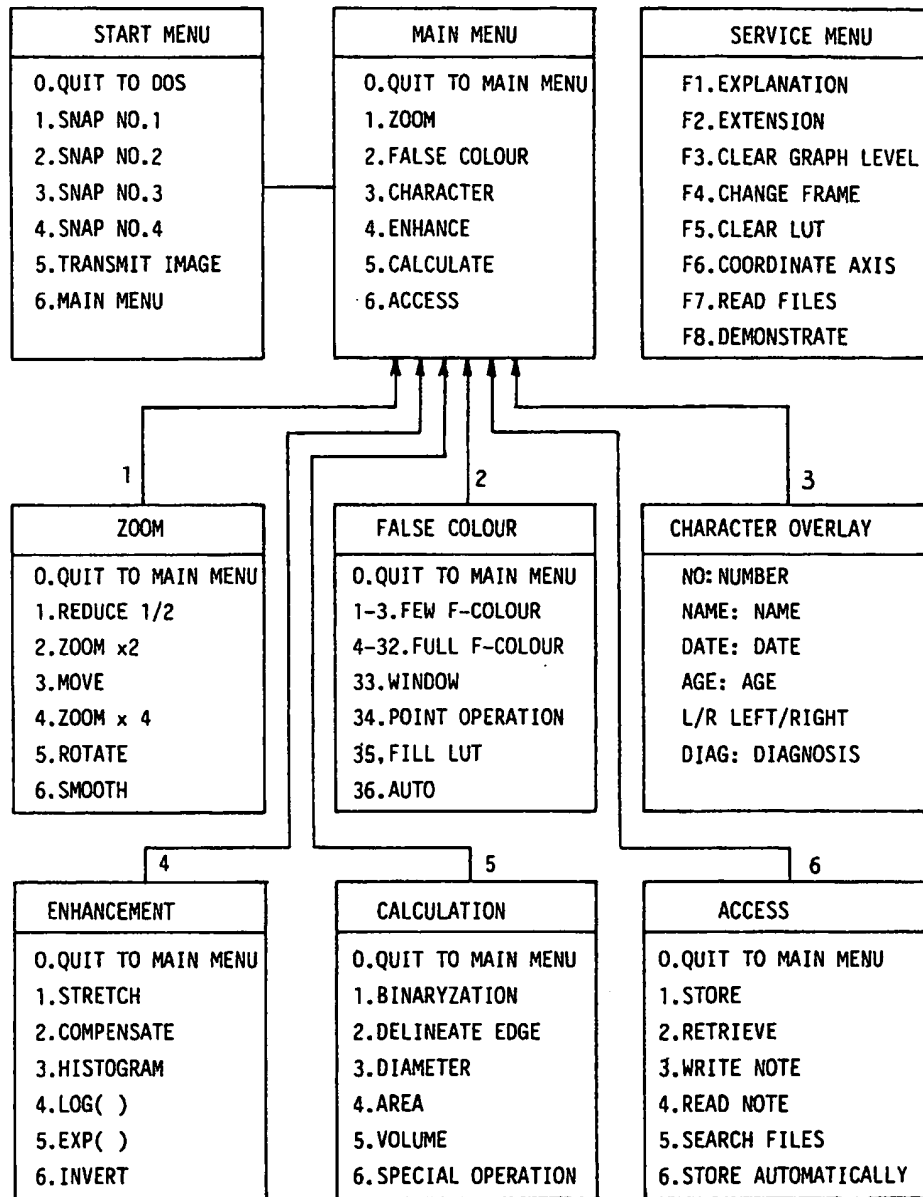 START MENU
0.QUIT TO DOS
1.SNAP NO.1
2.SNAP NO.2
3.SNAP NO.3
4.SNAP NO.4
5.TRANSMIT IMAGE
6.MAIN MENU
MAIN MENU
0.QUIT TO MAIN MENU
1.ZOOM
2.FALSE COLOUR
3.CHARACTER
4.ENHANCE
5.CALCULATE
6.ACCESS
SERVICE MENU
F1.EXPLANATION
F2.EXTENSION
F3.CLEAR GRAPH LEVEL
F4.CHANGE FRAME
F5.CLEAR LUT
F6.COORDINATE AXIS
F7.READ FILES
F8.DEMONSTRATE
1
ZOOM
0.QUIT TO MAIN MENU
1.REDUCE 1/2
2.ZOOM x2
3.MOVE
4.ZOOM x 4
5.ROTATE
6.SMOOTH
2
FALSE COLOUR
0.QUIT TO MAIN MENU
1-3.FEW F-COLOUR
4-32.FULL F-COLOUR
33.WINDOW
34.POINT OPERATION
35,FILL LUT
36.AUTO
3
CHARACTER OVERLAY
NO: NUMBER
NAME: NAME
DATE: DATE
AGE: AGE
L/R LEFT/RIGHT
DIAG: DIAGNOSIS
4
ENHANCEMENT
0.QUIT TO MAIN MENU
1.STRETCH
2.COMPENSATE
3.HISTOGRAM
4.LOG( )
5.EXP( )
6.INVERT
5
CALCULATION
0.QUIT TO MAIN MENU
1.BINARYZATION
2.DELINEATE EDGE
3.DIAMETER
4.AREA
5.VOLUME
6.SPECIAL OPERATION
6
ACCESS
0.QUIT TO MAIN MENU
1.STORE
2.RETRIEVE
3.WRITE NOTE
4.READ NOTE
5.SEARCH FILES
6.STORE AUTOMATICALLY